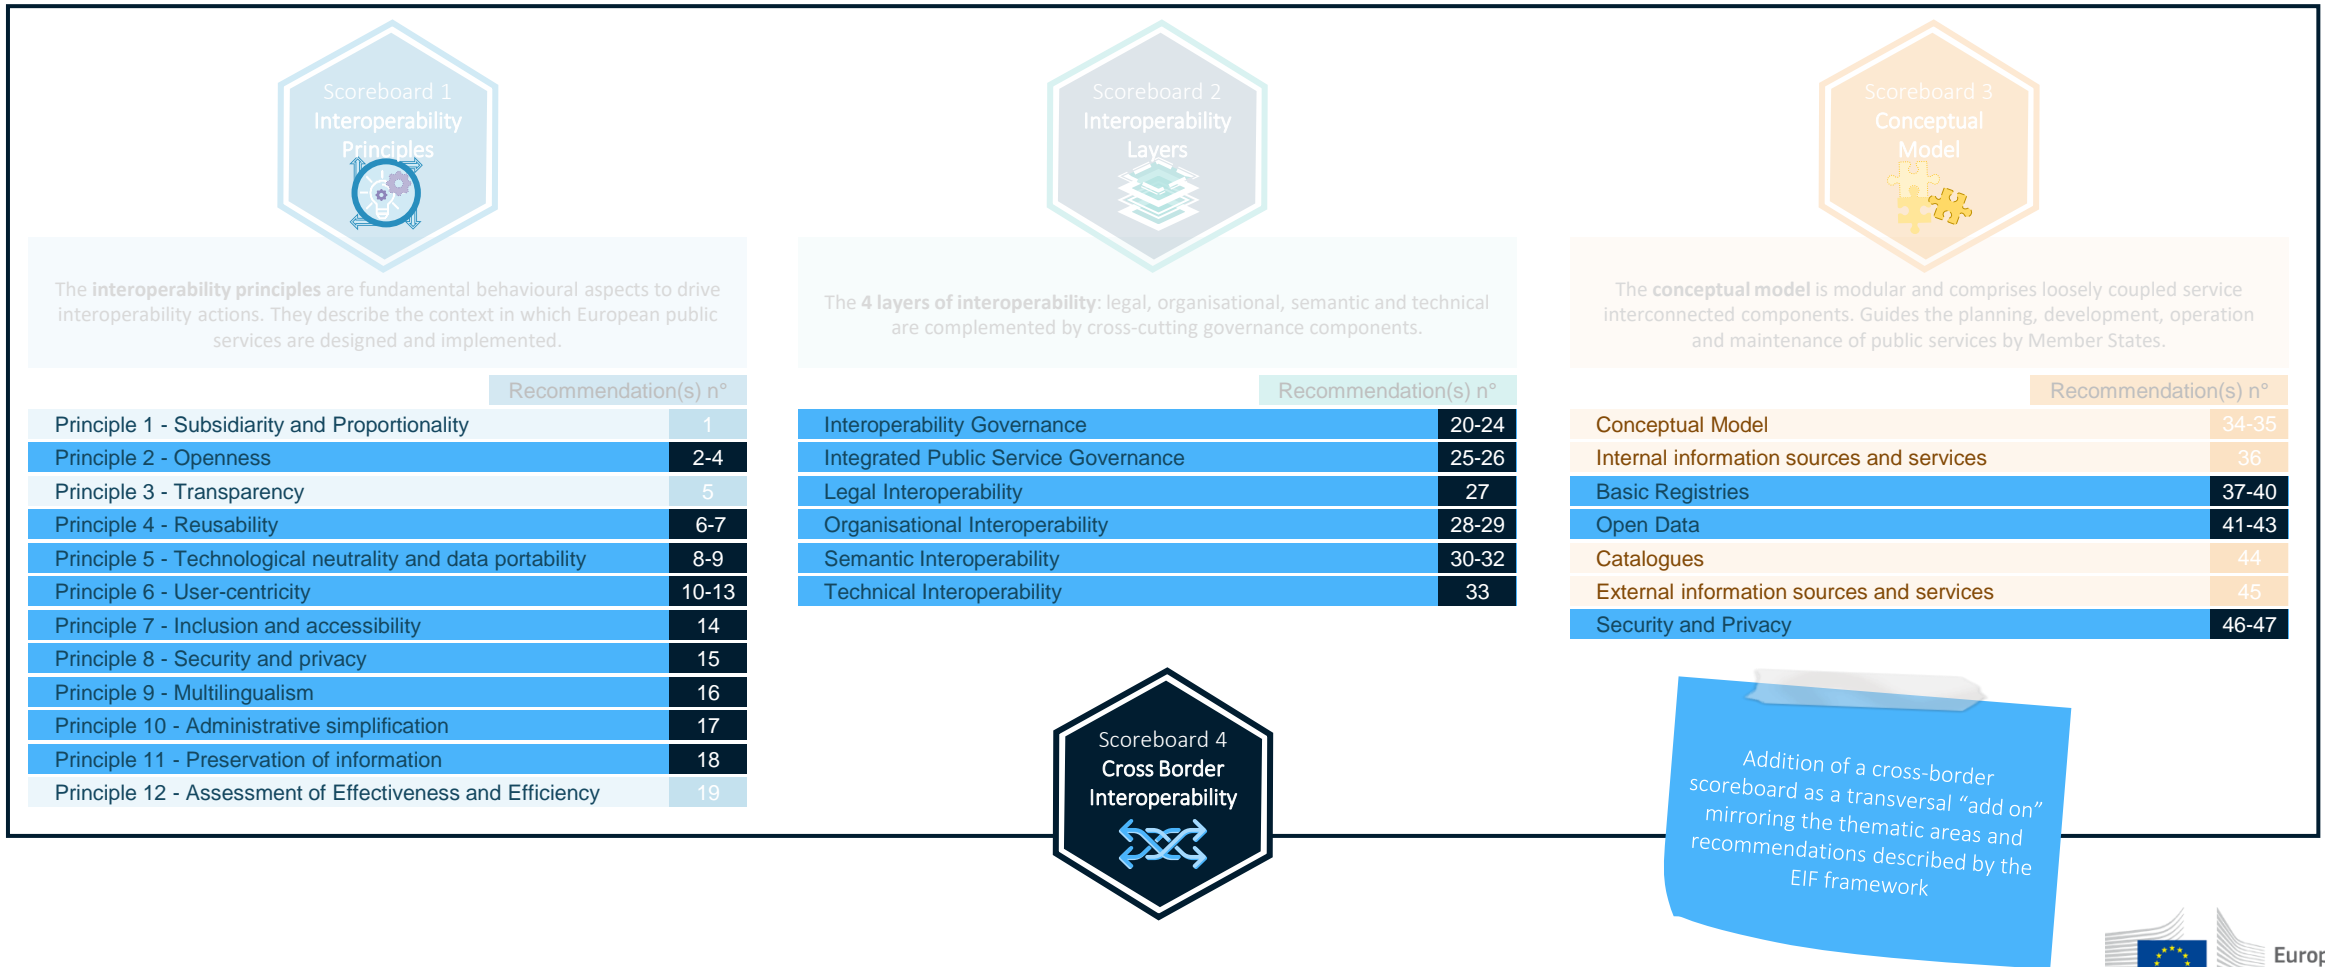 Scoreboard 1
Interoperability
Principles
The interoperability principles are fundamental behavioural aspects to drive
interoperability actions. They describe the context in which European public
services are designed and implemented.
Recommendation(s) n°
Principle 1 - Subsidiarity and Proportionality 1
Principle 2 - Openness 2-4
Principle 3 - Transparency 5
Principle 4 - Reusability 6-7
Principle 5 - Technological neutrality and data portability 8-9
Principle 6 - User-centricity 10-13
Principle 7 - Inclusion and accessibility 14
Principle 8 - Security and privacy 15
Principle 9 - Multilingualism 16
Principle 10 - Administrative simplification 17
Principle 11 - Preservation of information 18
Principle 12 - Assessment of Effectiveness and Efficiency 19
Scoreboard 2
Interoperability
Layers
The 4 layers of interoperability: legal, organisational, semantic and technical
are complemented by cross-cutting governance components.
Recommendation(s) n°
Interoperability Governance 20-24
Integrated Public Service Governance 25-26
Legal Interoperability 27
Organisational Interoperability 28-29
Semantic Interoperability 30-32
Technical Interoperability 33
Scoreboard 3
Conceptual
Model
The conceptual model is modular and comprises loosely coupled service
interconnected components. Guides the planning, development, operation
and maintenance of public services by Member States.
Recommendation(s) n°
Conceptual Model 34-35
Internal information sources and services 36
Basic Registries 37-40
Open Data 41-43
Catalogues 44
External information sources and services 45
Security and Privacy 46-47
Scoreboard 4
Cross Border
Interoperability
Addition of a cross-border
scoreboard as a transversal “add on”
mirroring the thematic areas and
recommendations described by the
EIF framework
Europ